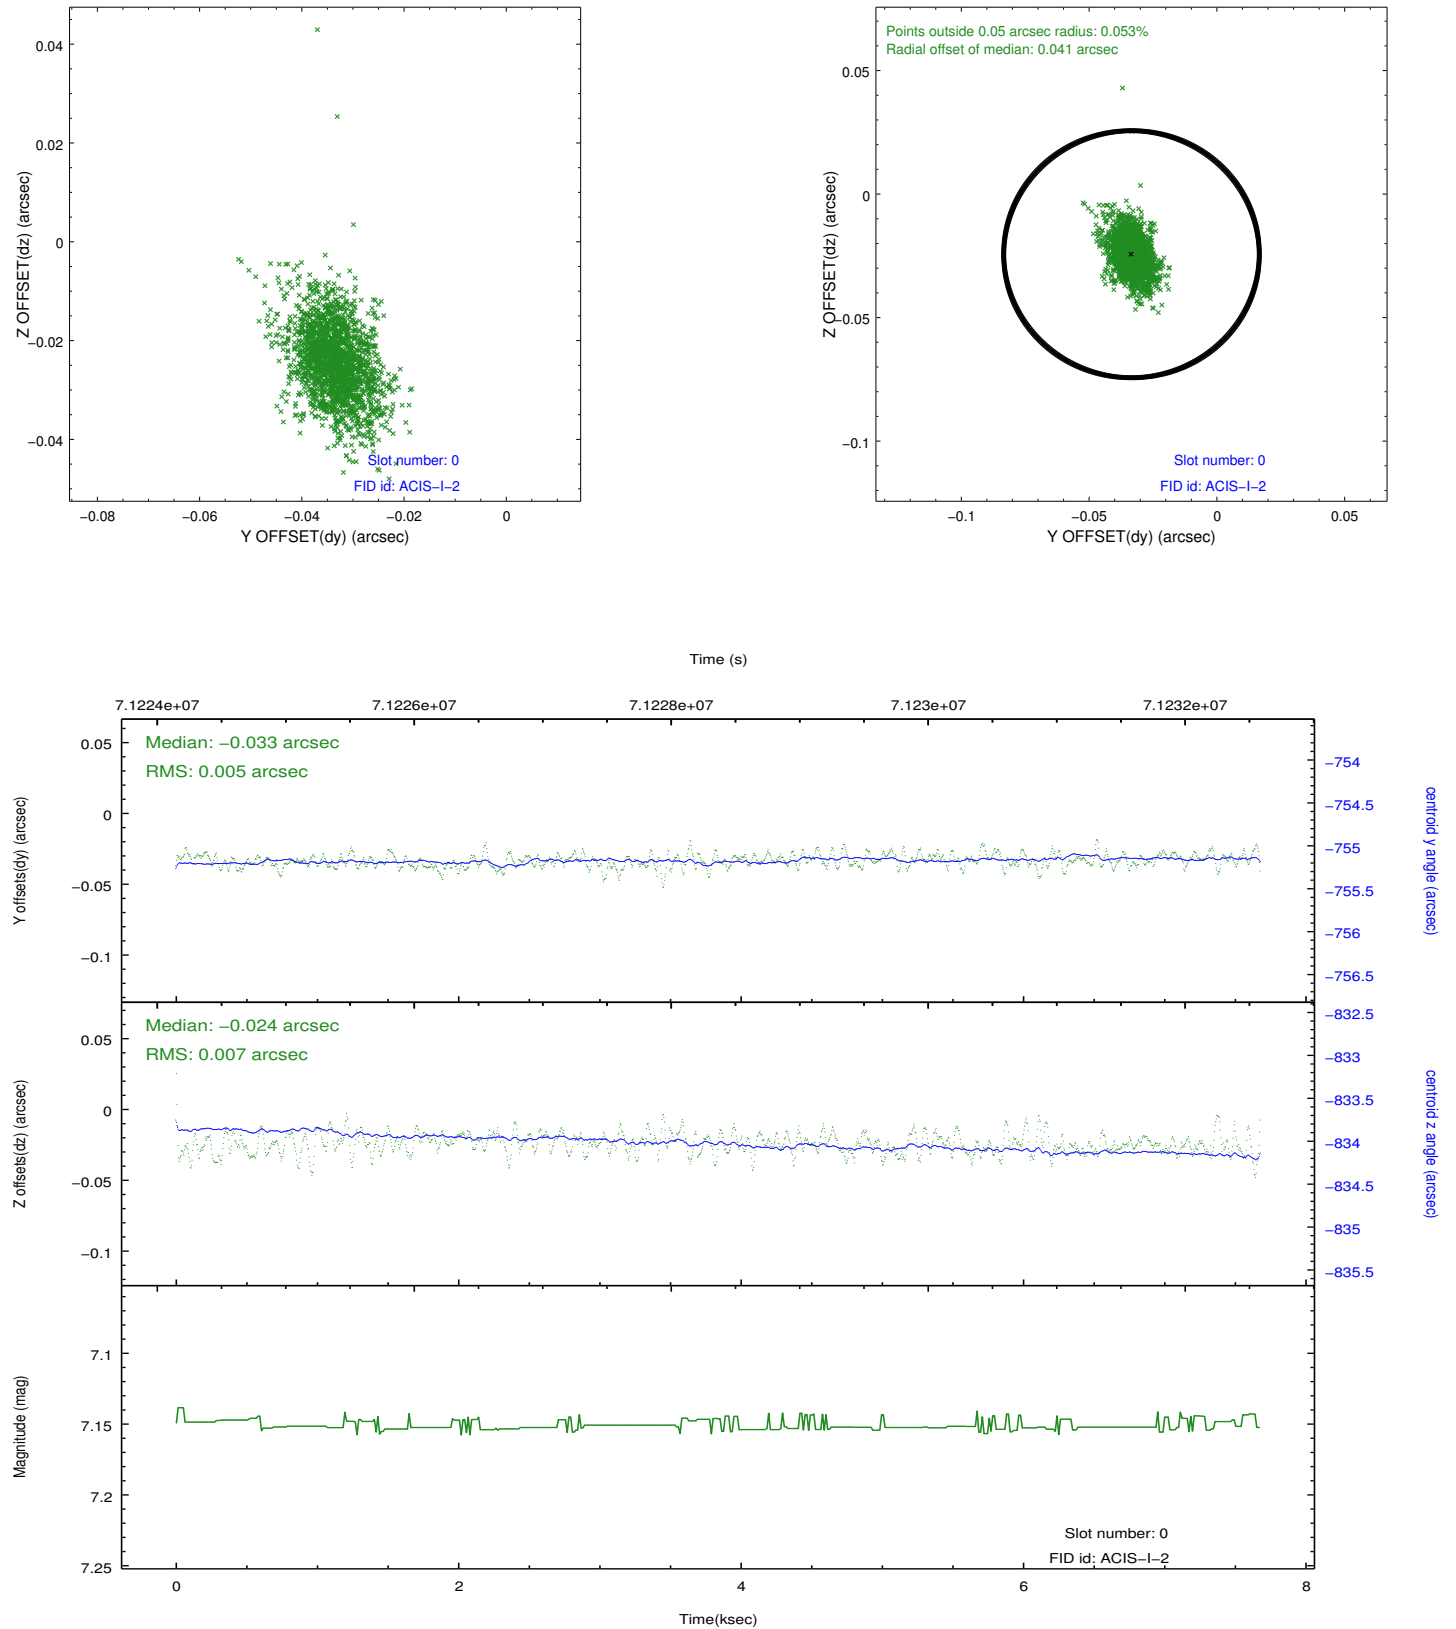 0.04
0.02
0
−0.02
−0.04
Z OFFSET(dz) (arcsec)
Slot number: 0
FID id: ACIS−I−2
−0.08
−0.06
−0.04
−0.02
0
Y OFFSET(dy) (arcsec)
Points outside 0.05 arcsec radius: 0.053%
Radial offset of median: 0.041 arcsec
0.05
0
−0.05
−0.1
Z OFFSET(dz) (arcsec)
Slot number: 0
FID id: ACIS−I−2
−0.1
−0.05
0
0.05
Y OFFSET(dy) (arcsec)
Time (s)
7.1224e+07
7.1226e+07
7.1228e+07
7.123e+07
7.1232e+07
Median: −0.033 arcsec
RMS: 0.005 arcsec
0.05
0
−0.05
−0.1
Y offsets(dy) (arcsec)
−754
−754.5
−755
−755.5
−756
−756.5
centroid y angle (arcsec)
Median: −0.024 arcsec
RMS: 0.007 arcsec
0.05
0
−0.05
−0.1
Z offsets(dz) (arcsec)
−832.5
−833
−833.5
−834
−834.5
−835
−835.5
centroid z angle (arcsec)
7.1
7.15
7.2
7.25
Magnitude (mag)
Slot number: 0
FID id: ACIS−I−2
0
2
4
6
8
Time(ksec)